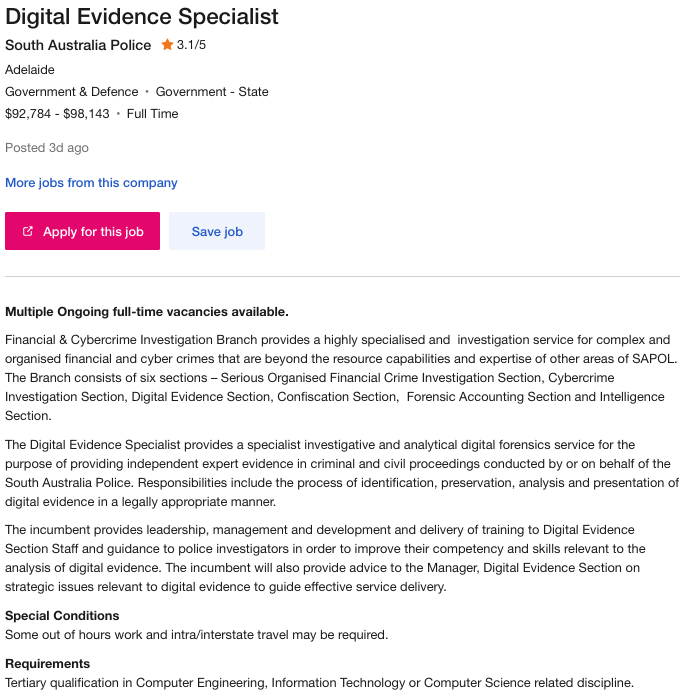 Digital Evidence Specialist
South Australia Police 3.1/5
Adelaide
Government & Defence • Government - State
$92,784 - $98,143 • Full Time
Posted 3d ago
More jobs from this company
Apply for this job Save job
Multiple Ongoing full-time vacancies available.
Financial & Cybercrime Investigation Branch provides a highly specialised and  investigation service for complex and
organised financial and cyber crimes that are beyond the resource capabilities and expertise of other areas of SAPOL.
The Branch consists of six sections – Serious Organised Financial Crime Investigation Section, Cybercrime
Investigation Section, Digital Evidence Section, Confiscation Section,  Forensic Accounting Section and Intelligence
Section.
The Digital Evidence Specialist provides a specialist investigative and analytical digital forensics service for the
purpose of providing independent expert evidence in criminal and civil proceedings conducted by or on behalf of the
South Australia Police. Responsibilities include the process of identification, preservation, analysis and presentation of
digital evidence in a legally appropriate manner.
The incumbent provides leadership, management and development and delivery of training to Digital Evidence
Section Staff and guidance to police investigators in order to improve their competency and skills relevant to the
analysis of digital evidence. The incumbent will also provide advice to the Manager, Digital Evidence Section on
strategic issues relevant to digital evidence to guide effective service delivery.
Special Conditions
Some out of hours work and intra/interstate travel may be required.
Requirements
Tertiary qualification in Computer Engineering, Information Technology or Computer Science related discipline.